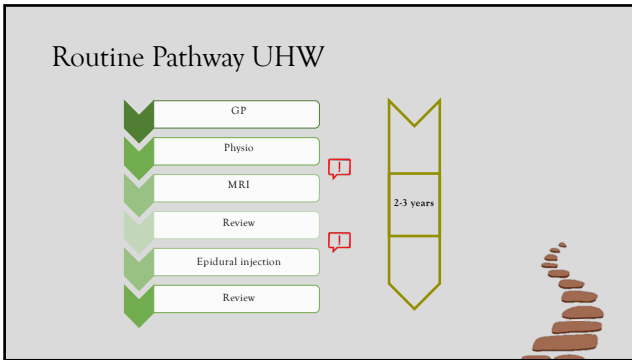 Routine Pathway UHW
GP
Physio
!
MRI
2-3 years
Review
!
Epidural injection
Review